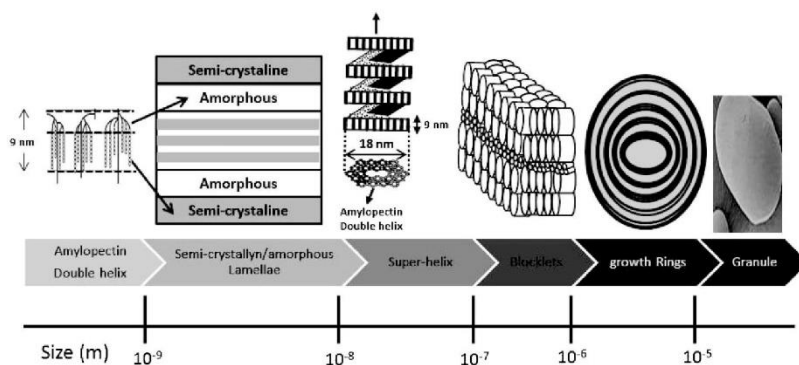 Semi-crystaline
Amorphous
9 nm
Amorphous
Semi-crystaline
9 nm
18 nm
Amylopectin
Double helix
Amylopectin
Double helix
Semi-crystallyn/amorphous
Lamellae
Super-helix
Blocklets
growth Rings
Granule
Size (m)
10-9
10-8
10-7
10-6
10-5